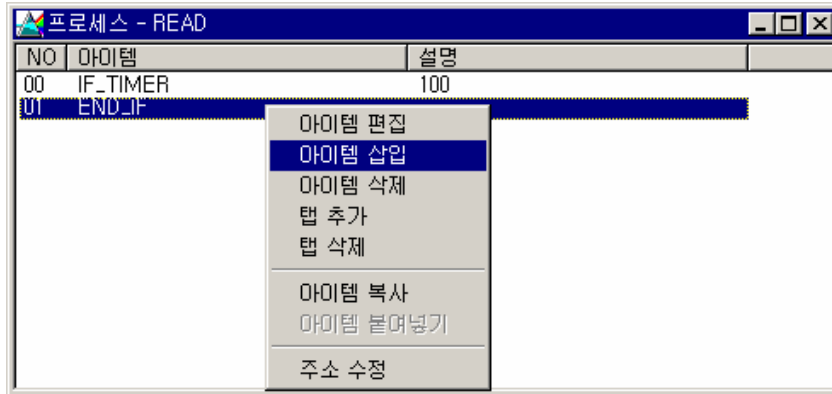 프로세스 - READ
NO 아이템 설명
00 IF_TIMER 100
01 END_IF
아이템 편집
아이템 삽입
아이템 삭제
탭 추가
탭 삭제
아이템 복사
아이템 붙여넣기
주소 수정